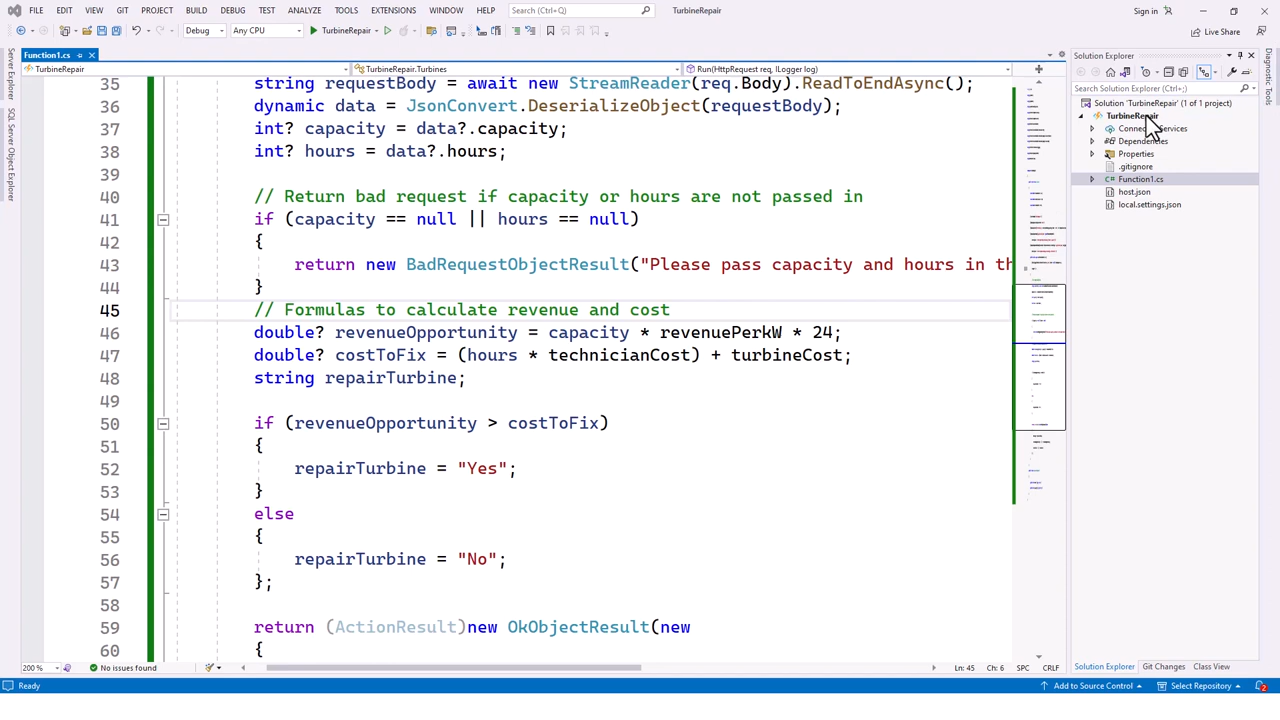 FILE EDIT VIEW GIT PROJECT BUILD DEBUG TEST ANALYZE TOOLS EXTENSIONS WINDOW HELP Search (Ctrl+Q) TurbineRepair Sign in
Debug Any CPU TurbineRepair Live Share
Server Explorer
SQL Server Object Explorer
Function1.cs
TurbineRepair TurbineRepair.Turbines Run(HttpRequest req, ILogger log)
35 string requestBody = await new StreamReader(req.Body).ReadToEndAsync();
36 dynamic data = JsonConvert.DeserializeObject(requestBody);
37 int? capacity = data?.capacity;
38 int? hours = data?.hours;
39
40 // Return bad request if capacity or hours are not passed in
41 if (capacity == null || hours == null)
42 {
43 return new BadRequestObjectResult("Please pass capacity and hours in th
44 }
45 // Formulas to calculate revenue and cost
46 double? revenueOpportunity = capacity * revenuePerkW * 24;
47 double? costToFix = (hours * technicianCost) + turbineCost;
48 string repairTurbine;
49
50 if (revenueOpportunity > costToFix)
51 {
52 repairTurbine = "Yes";
53 }
54 else
55 {
56 repairTurbine = "No";
57 };
58
59 return (ActionResult)new OkObjectResult(new
60 {
200 % No issues found Ln: 45 Ch: 6 SPC CRLF
Solution Explorer
Search Solution Explorer (Ctrl+;)
Solution 'TurbineRepair' (1 of 1 project)
TurbineRepair
Services
Dependencies
Properties
.gitignore
C# Function1.cs
host.json
local.settings.json
Solution Explorer Git Changes Class View
Diagnostic Tools
Ready Add to Source Control Select Repository 2